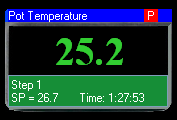 Pot Temperature P
25.2
Step 1
SP = 26.7 Time: 1:27:53